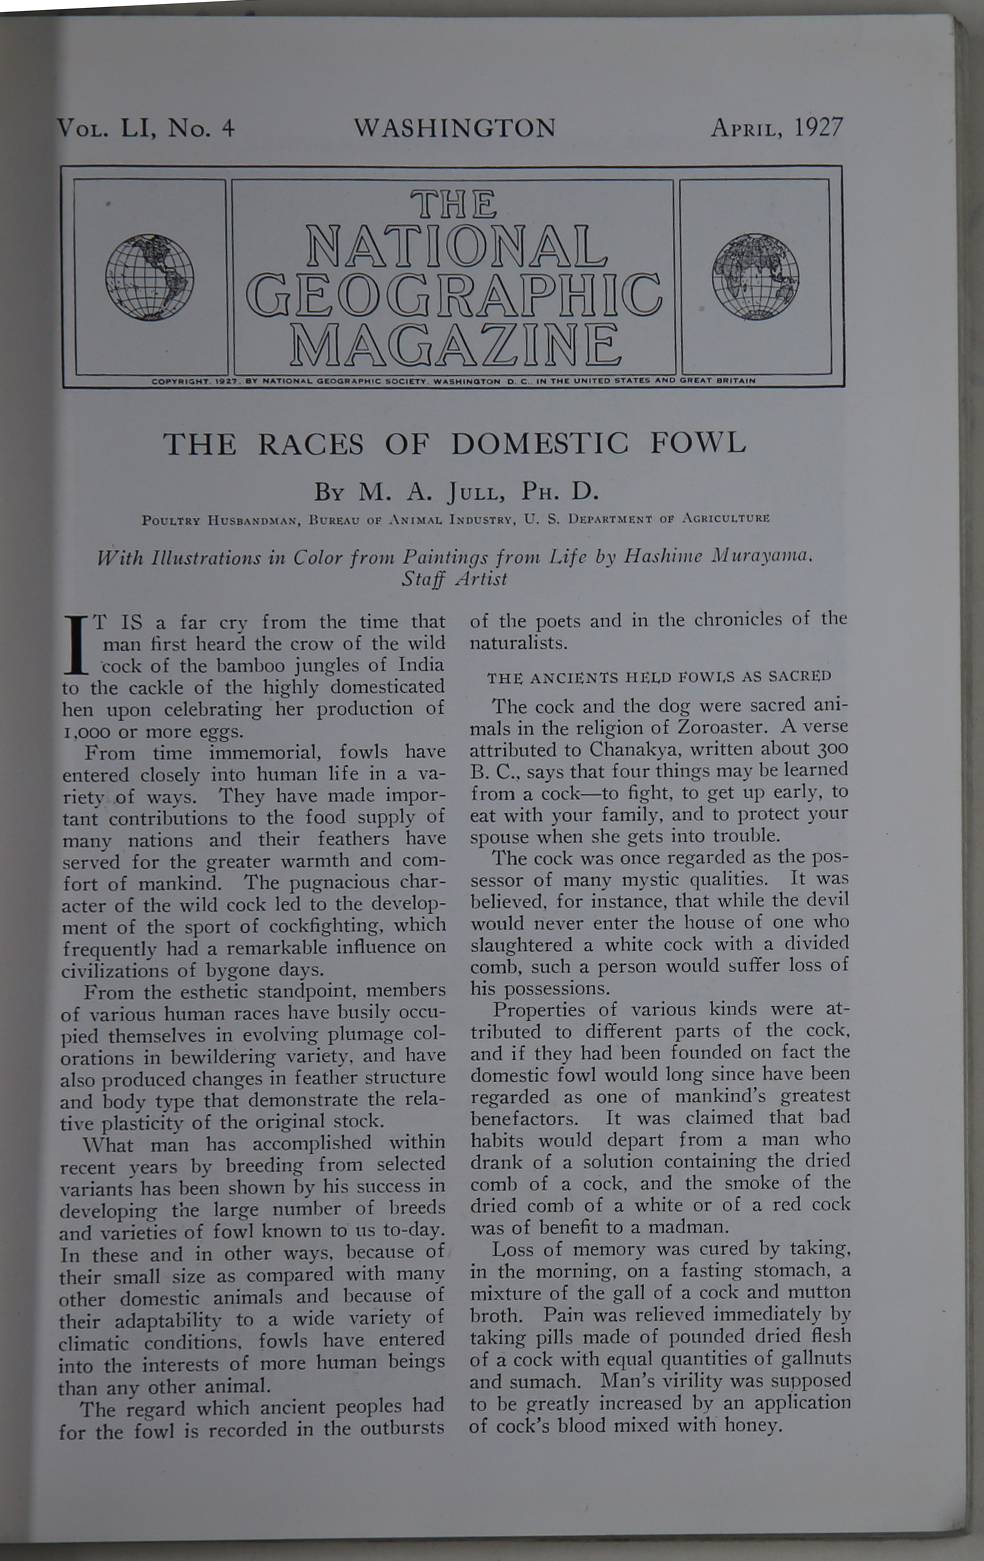 VOL. LI, NO. 4 WASHINGTON APRIL, 1927
THE
NATIONAL
GEOGRAPHIC
MAGAZINE
COPYRIGHT. 1927. BY NATIONAL GEOGRAPHIC SOCIETY. WASHINGTON D. C.. IN THE UNITED STATES AND GREAT BRITAIN
THE RACES OF DOMESTIC FOWL
BY M. A. JULL, PH. D.
POULTRY HUSBANDMAN, BUREAU OF ANIMAL INDUSTRY, U. S. DEPARTMENT OF AGRICULTURE
With Illustrations in Color from Paintings from Life by Hashime Murayama.
Staff Artist
IT IS a far cry from the time that
man first heard the crow of the wild
cock of the bamboo jungles of India
to the cackle of the highly domesticated
hen upon celebrating her production of
1,000 or more eggs.
From time immemorial, fowls have
entered closely into human life in a va-
riety of ways. They have made impor-
tant contributions to the food supply of
many nations and their feathers have
served for the greater warmth and com-
fort of mankind. The pugnacious char-
acter of the wild cock led to the develop-
ment of the sport of cockfighting, which
frequently had a remarkable influence on
civilizations of bygone days.
From the esthetic standpoint, members
of various human races have busily occu-
pied themselves in evolving plumage col-
orations in bewildering variety, and have
also produced changes in feather structure
and body type that demonstrate the rela-
tive plasticity of the original stock.
What man has accomplished within
recent years by breeding from selected
variants has been shown by his success in
developing the large number of breeds
and varieties of fowl known to us to-day.
In these and in other ways, because of
their small size as compared with many
other domestic animals and because of
their adaptability to a wide variety of
climatic conditions, fowls have entered
into the interests of more human beings
than any other animal.
The regard which ancient peoples had
for the fowl is recorded in the outbursts
of the poets and in the chronicles of the
naturalists.
THE ANCIENTS HELD FOWLS AS SACRED
The cock and the dog were sacred ani-
mals in the religion of Zoroaster. A verse
attributed to Chanakya, written about 300
B. C., says that four things may be learned
from a cock—to fight, to get up early, to
eat with your family, and to protect your
spouse when she gets into trouble.
The cock was once regarded as the pos-
sessor of many mystic qualities. It was
believed, for instance, that while the devil
would never enter the house of one who
slaughtered a white cock with a divided
comb, such a person would suffer loss of
his possessions.
Properties of various kinds were at-
tributed to different parts of the cock,
and if they had been founded on fact the
domestic fowl would long since have been
regarded as one of mankind's greatest
benefactors. It was claimed that bad
habits would depart from a man who
drank of a solution containing the dried
comb of a cock, and the smoke of the
dried comb of a white or of a red cock
was of benefit to a madman.
Loss of memory was cured by taking,
in the morning, on a fasting stomach, a
mixture of the gall of a cock and mutton
broth. Pain was relieved immediately by
taking pills made of pounded dried flesh
of a cock with equal quantities of gallnuts
and sumach. Man's virility was supposed
to be greatly increased by an application
of cock's blood mixed with honey.